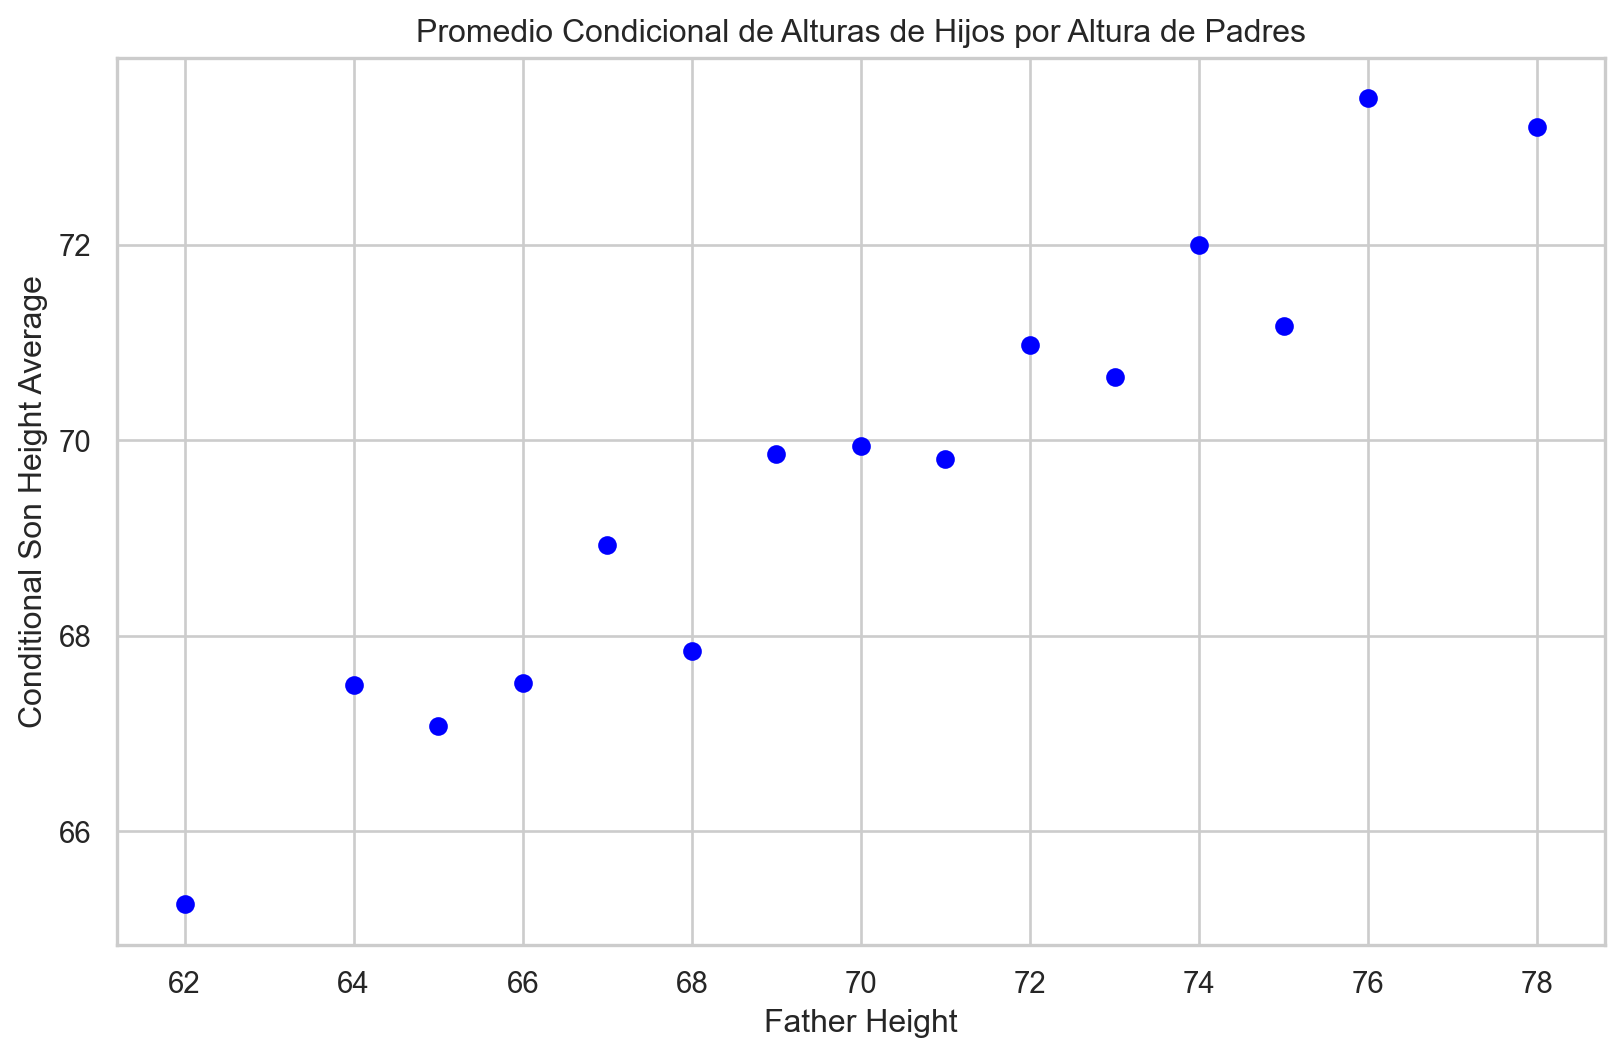 Promedio Condicional de Alturas de Hijos por Altura de Padres
Conditional Son Height Average
72
70
68
66
62 64 66 68 70 72 74 76 78
Father Height